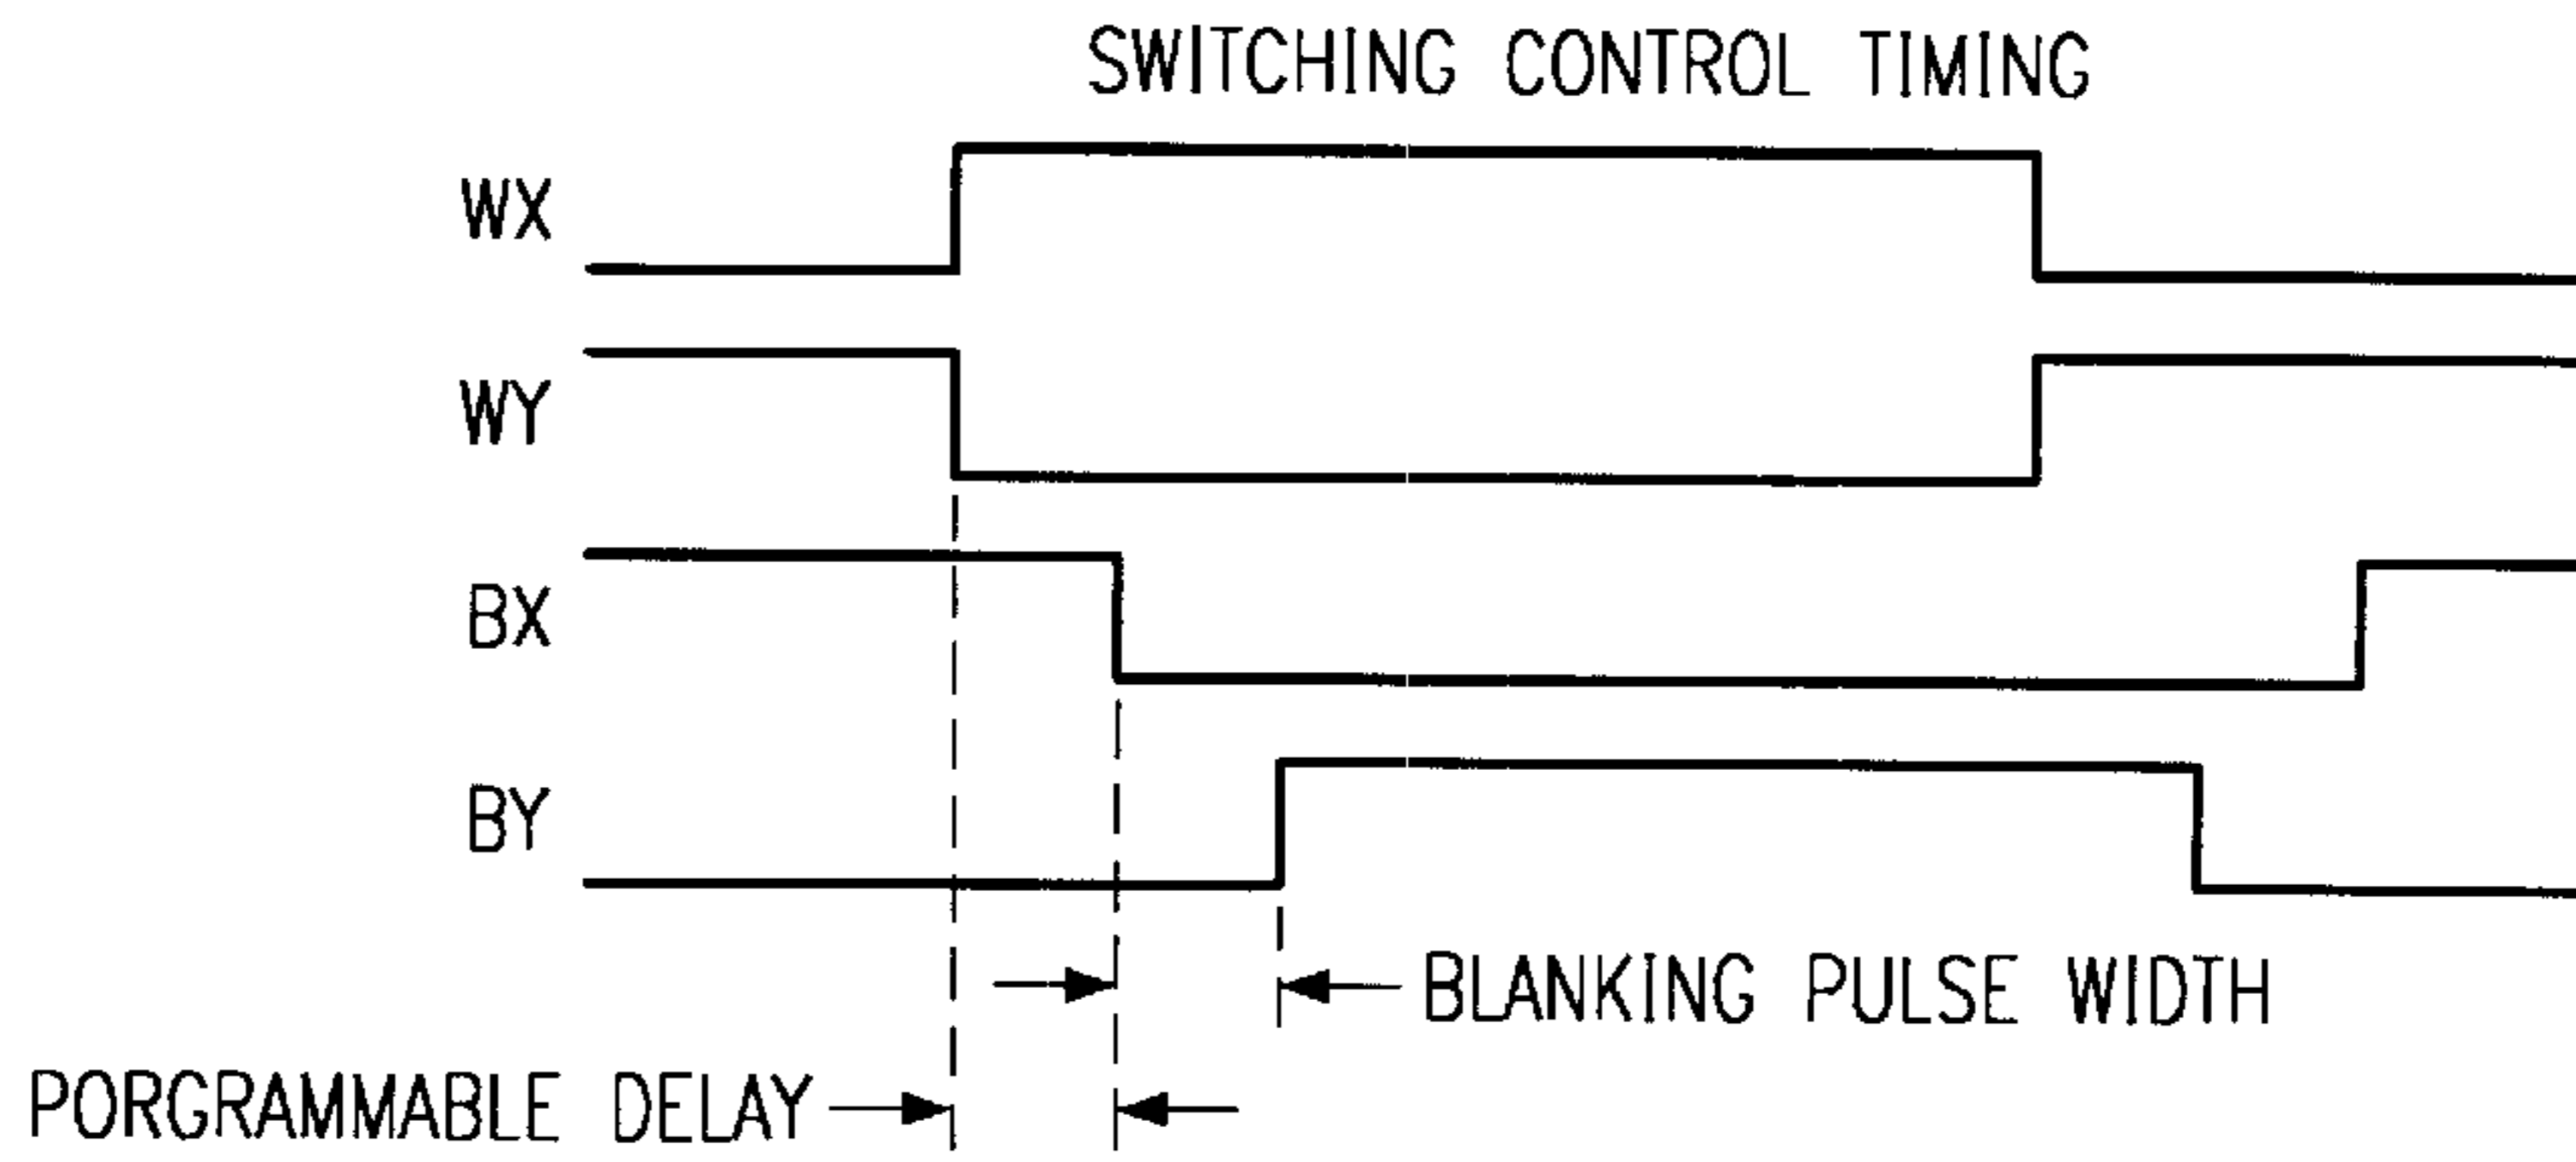 SWITCHING CONTROL TIMING
WX
WY
BX
BY
BLANKING PULSE WIDTH
PORGRAMMABLE DELAY